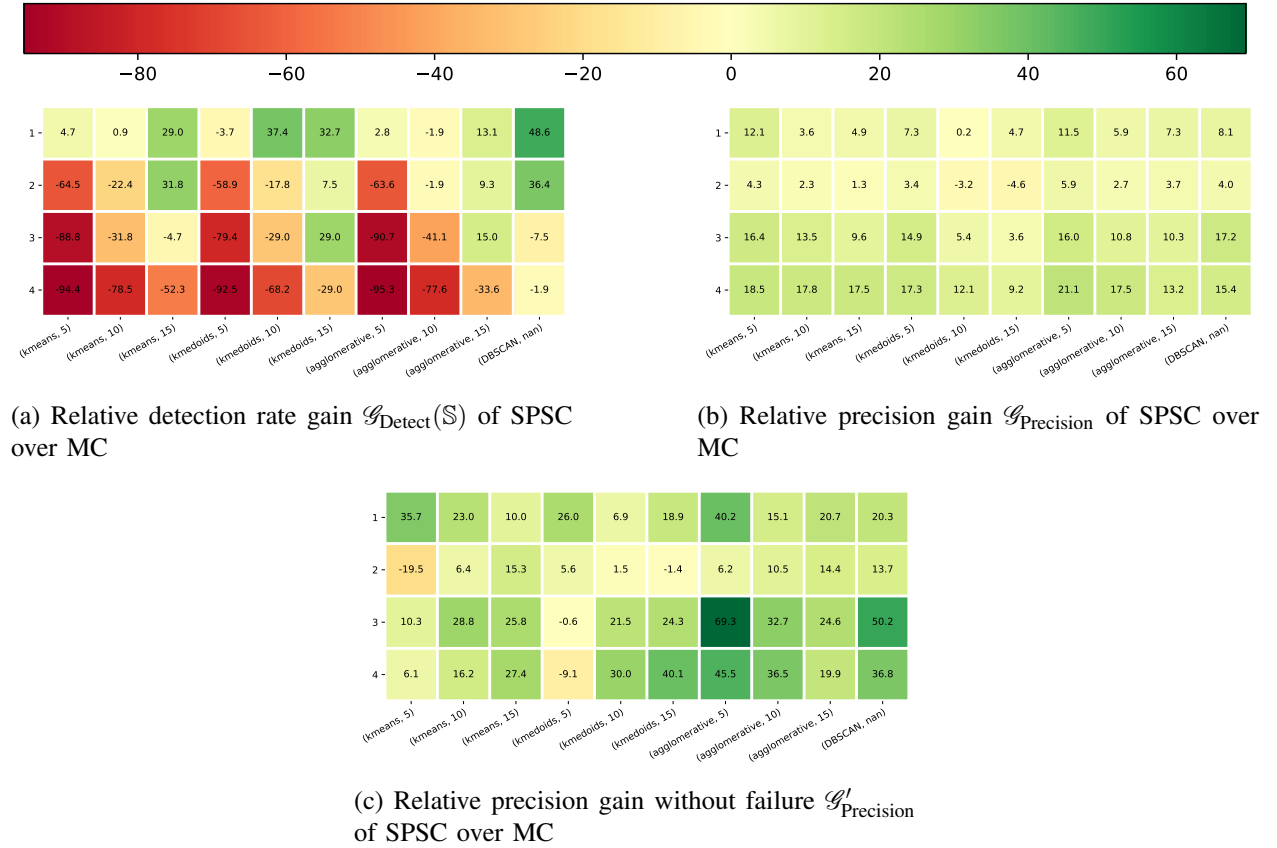 −80 −60 −40 −20 0 20 40 60
1 4.7 0.9 29.0 -3.7 37.4 32.7 2.8 -1.9 13.1 48.6
2 -64.5 -22.4 31.8 -58.9 -17.8 7.5 -63.6 -1.9 9.3 36.4
3 -88.8 -31.8 -4.7 -79.4 -29.0 29.0 -90.7 -41.1 15.0 -7.5
4 -94.4 -78.5 -52.3 -92.5 -68.2 -29.0 -95.3 -77.6 -33.6 -1.9
(kmeans, 5) (kmeans, 10) (kmeans, 15) (kmedoids, 5) (kmedoids, 10) (kmedoids, 15) (agglomerative, 5) (agglomerative, 10) (agglomerative, 15) (DBSCAN, nan)
(a) Relative detection rate gain 𝒢Detect(𝕊) of SPSC
over MC
1 12.1 3.6 4.9 7.3 0.2 4.7 11.5 5.9 7.3 8.1
2 4.3 2.3 1.3 3.4 -3.2 -4.6 5.9 2.7 3.7 4.0
3 16.4 13.5 9.6 14.9 5.4 3.6 16.0 10.8 10.3 17.2
4 18.5 17.8 17.5 17.3 12.1 9.2 21.1 17.5 13.2 15.4
(kmeans, 5) (kmeans, 10) (kmeans, 15) (kmedoids, 5) (kmedoids, 10) (kmedoids, 15) (agglomerative, 5) (agglomerative, 10) (agglomerative, 15) (DBSCAN, nan)
(b) Relative precision gain 𝒢Precision of SPSC over
MC
1 35.7 23.0 10.0 26.0 6.9 18.9 40.2 15.1 20.7 20.3
2 -19.5 6.4 15.3 5.6 1.5 -1.4 6.2 10.5 14.4 13.7
3 10.3 28.8 25.8 -0.6 21.5 24.3 69.3 32.7 24.6 50.2
4 6.1 16.2 27.4 -9.1 30.0 40.1 45.5 36.5 19.9 36.8
(kmeans, 5) (kmeans, 10) (kmeans, 15) (kmedoids, 5) (kmedoids, 10) (kmedoids, 15) (agglomerative, 5) (agglomerative, 10) (agglomerative, 15) (DBSCAN, nan)
(c) Relative precision gain without failure 𝒢′Precision
of SPSC over MC